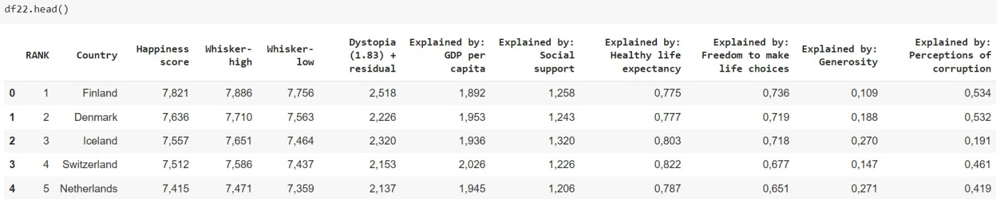 df22.head()
RANK Country Happiness score Whisker-high Whisker-low Dystopia (1.83) + residual Explained by: GDP per capita Explained by: Social support Explained by: Healthy life expectancy Explained by: Freedom to make life choices Explained by: Generosity Explained by: Perceptions of corruption
0 1 Finland 7,821 7,886 7,756 2,518 1,892 1,258 0,775 0,736 0,109 0,534
1 2 Denmark 7,636 7,710 7,563 2,226 1,953 1,243 0,777 0,719 0,188 0,532
2 3 Iceland 7,557 7,651 7,464 2,320 1,936 1,320 0,803 0,718 0,270 0,191
3 4 Switzerland 7,512 7,586 7,437 2,153 2,026 1,226 0,822 0,677 0,147 0,461
4 5 Netherlands 7,415 7,471 7,359 2,137 1,945 1,206 0,787 0,651 0,271 0,419